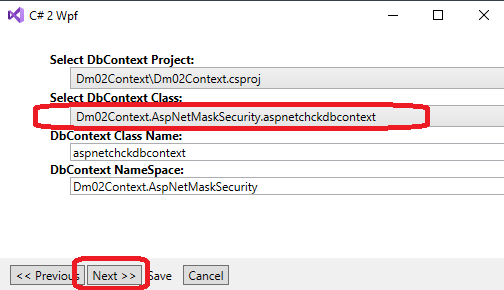 C# 2 Wpf
Select DbContext Project:
Dm02Context\Dm02Context.csproj
Select DbContext Class:
Dm02Context.AspNetMaskSecurity.aspnetchckdbcontext
DbContext Class Name:
aspnetchckdbcontext
DbContext NameSpace:
Dm02Context.AspNetMaskSecurity
<< Previous Next >> Save Cancel